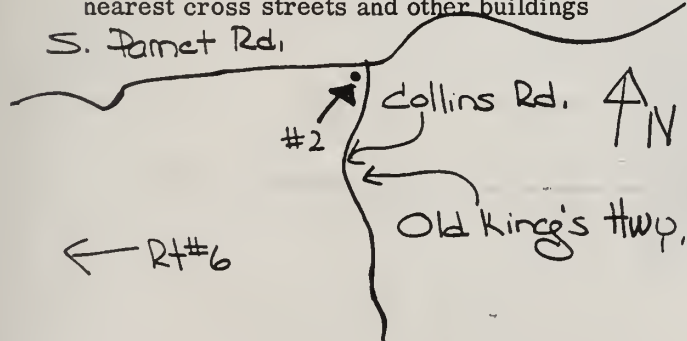 nearest cross streets and other buildings
S. Pamet Rd.
Collins Rd.
N
#2
Old King's Hwy.
Rt#6